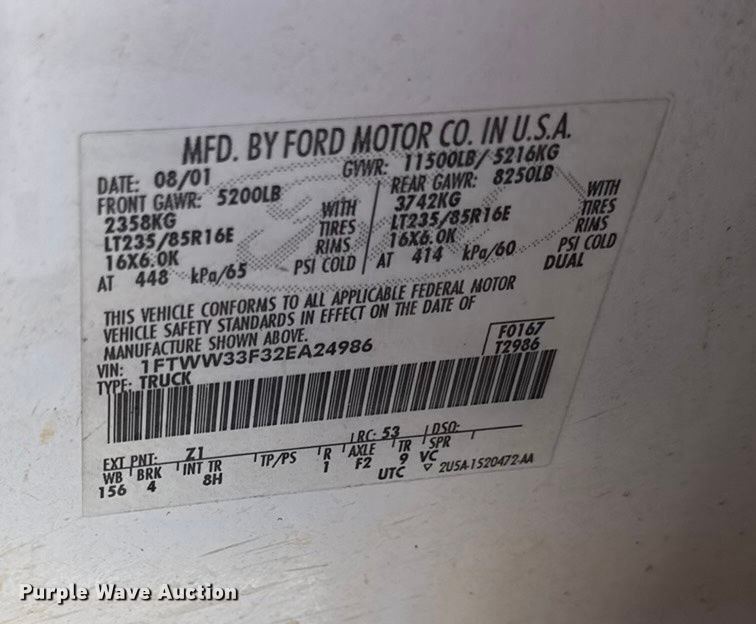 MFD. BY FORD MOTOR CO. IN U.S.A.
DATE: 08/01 GVWR: 11500LB/ 5216KG
FRONT GAWR: 5200LB REAR GAWR: 8250LB
2358KG WITH 3742KG WITH
LT235/85R16E TIRES LT235/85R16E TIRES
16X6.0K RIMS 16X6.0K RIMS
AT 448 kPa/65 PSI COLD AT 414 kPa/60 PSI COLD
DUAL
THIS VEHICLE CONFORMS TO ALL APPLICABLE FEDERAL MOTOR
VEHICLE SAFETY STANDARDS IN EFFECT ON THE DATE OF
MANUFACTURE SHOWN ABOVE.
VIN: 1FTWW33F32EA24986 F0167
TYPE: TRUCK T2986
EXT PNT: Z1 RC: 53 DSO:
WB BRK INT TR TP/PS R AXLE TR SPR
156 4 8H 1 F2 9 VC
UTC ▽ 2U5A-1520472-AA
Purple Wave Auction